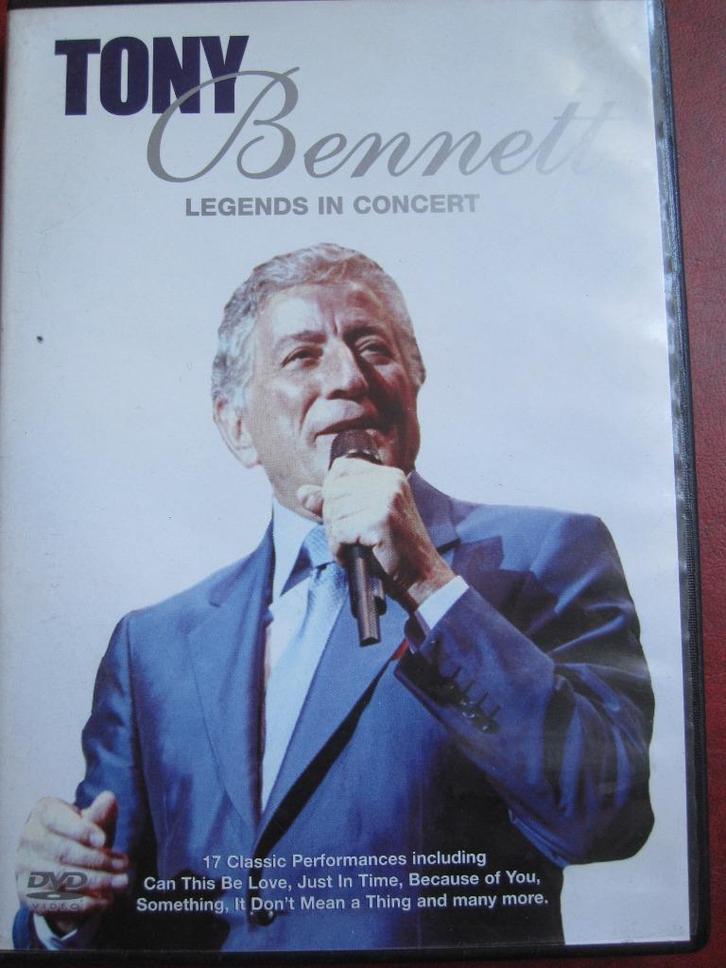 TONY
Bennett
LEGENDS IN CONCERT
17 Classic Performances including
Can This Be Love, Just In Time, Because of You,
Something, It Don't Mean a Thing and many more.
DVD
VIDEO